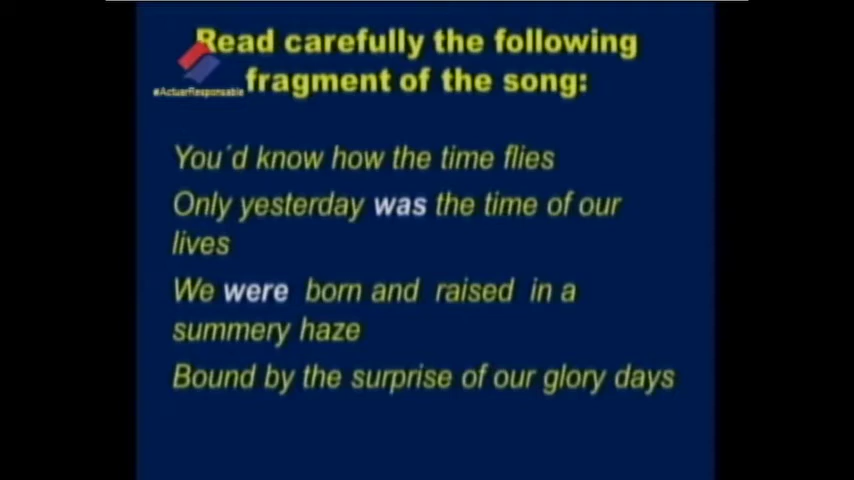 Read carefully the following
fragment of the song:
#ActuarResponsable
You´d know how the time flies
Only yesterday was the time of our
lives
We were born and raised in a
summery haze
Bound by the surprise of our glory days